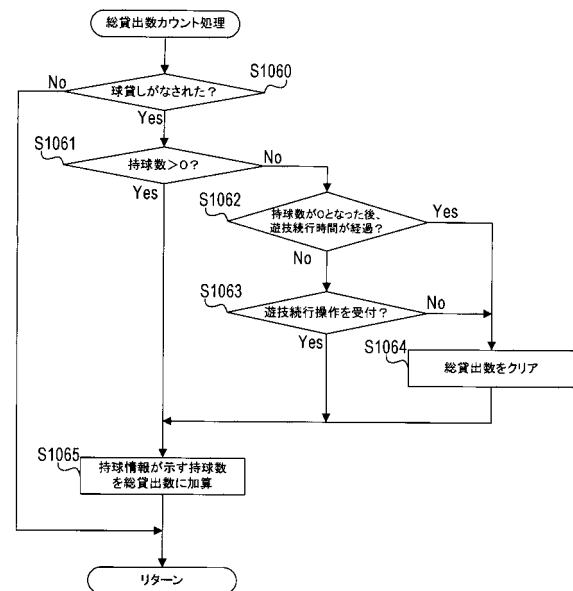 総貸出数カウント処理
S1060
No
球貸しがなされた?
Yes
S1061
持球数>0?
No
Yes
S1062
持球数が0となった後、
遊技続行時間が経過?
Yes
No
S1063
遊技続行操作を受付?
No
Yes
S1064
総貸出数をクリア
S1065
持球情報が示す持球数
を総貸出数に加算
リターン